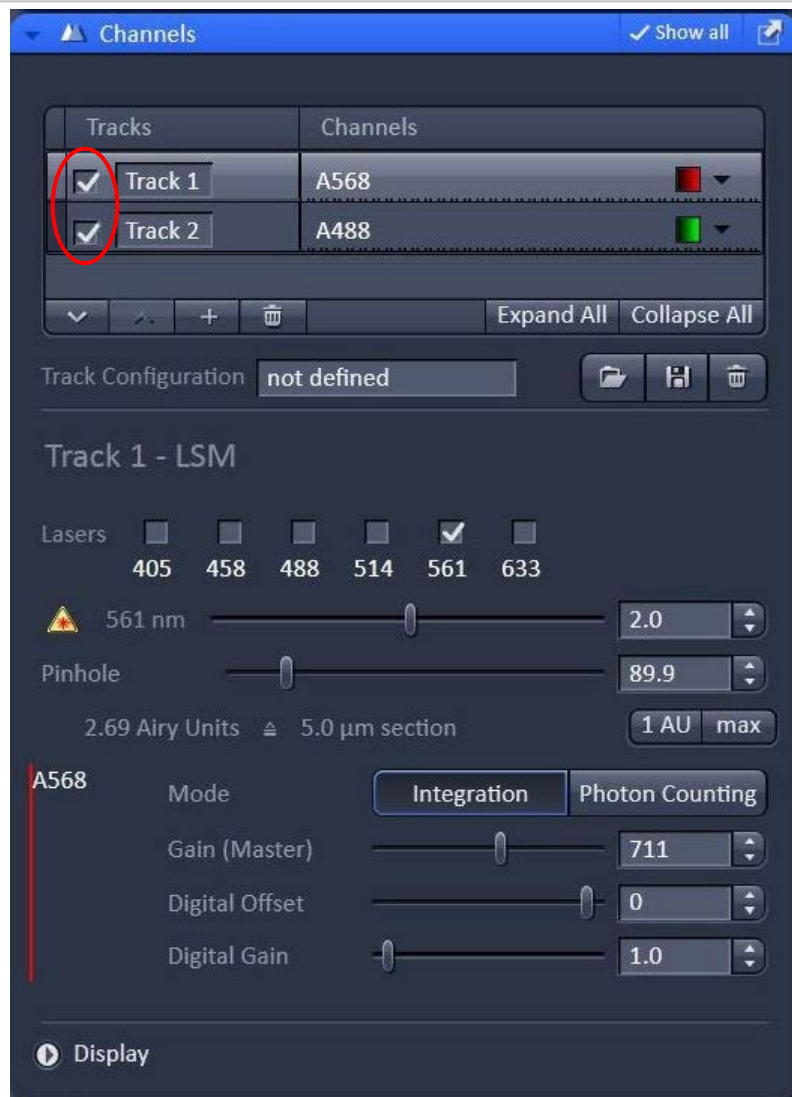 Channels Show all
Tracks Channels
Track 1 A568
Track 2 A488
Expand All Collapse All
Track Configuration not defined
Track 1 - LSM
Lasers
405 458 488 514 561 633
561 nm 2.0
Pinhole 89.9
2.69 Airy Units ≙ 5.0 µm section 1 AU max
A568 Mode Integration Photon Counting
Gain (Master) 711
Digital Offset 0
Digital Gain 1.0
Display